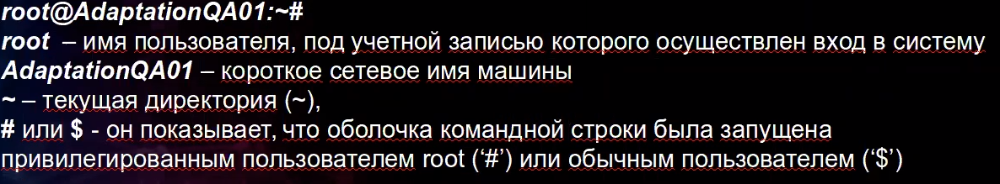 root@AdaptationQA01:~#
root – имя пользователя, под учетной записью которого осуществлен вход в систему
AdaptationQA01 – короткое сетевое имя машины
~ – текущая директория (~),
# или $ - он показывает, что оболочка командной строки была запущена
привилегированным пользователем root (‘#’) или обычным пользователем (‘$’)